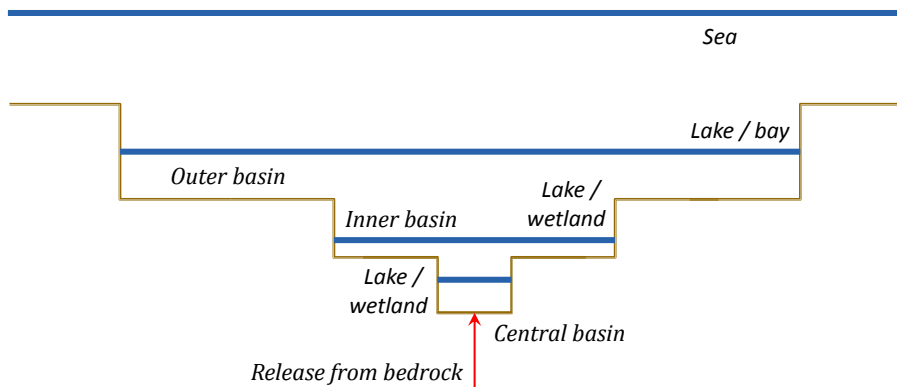 Sea
Lake / bay
Outer basin
Lake /
wetland
Inner basin
Lake /
wetland
Central basin
Release from bedrock